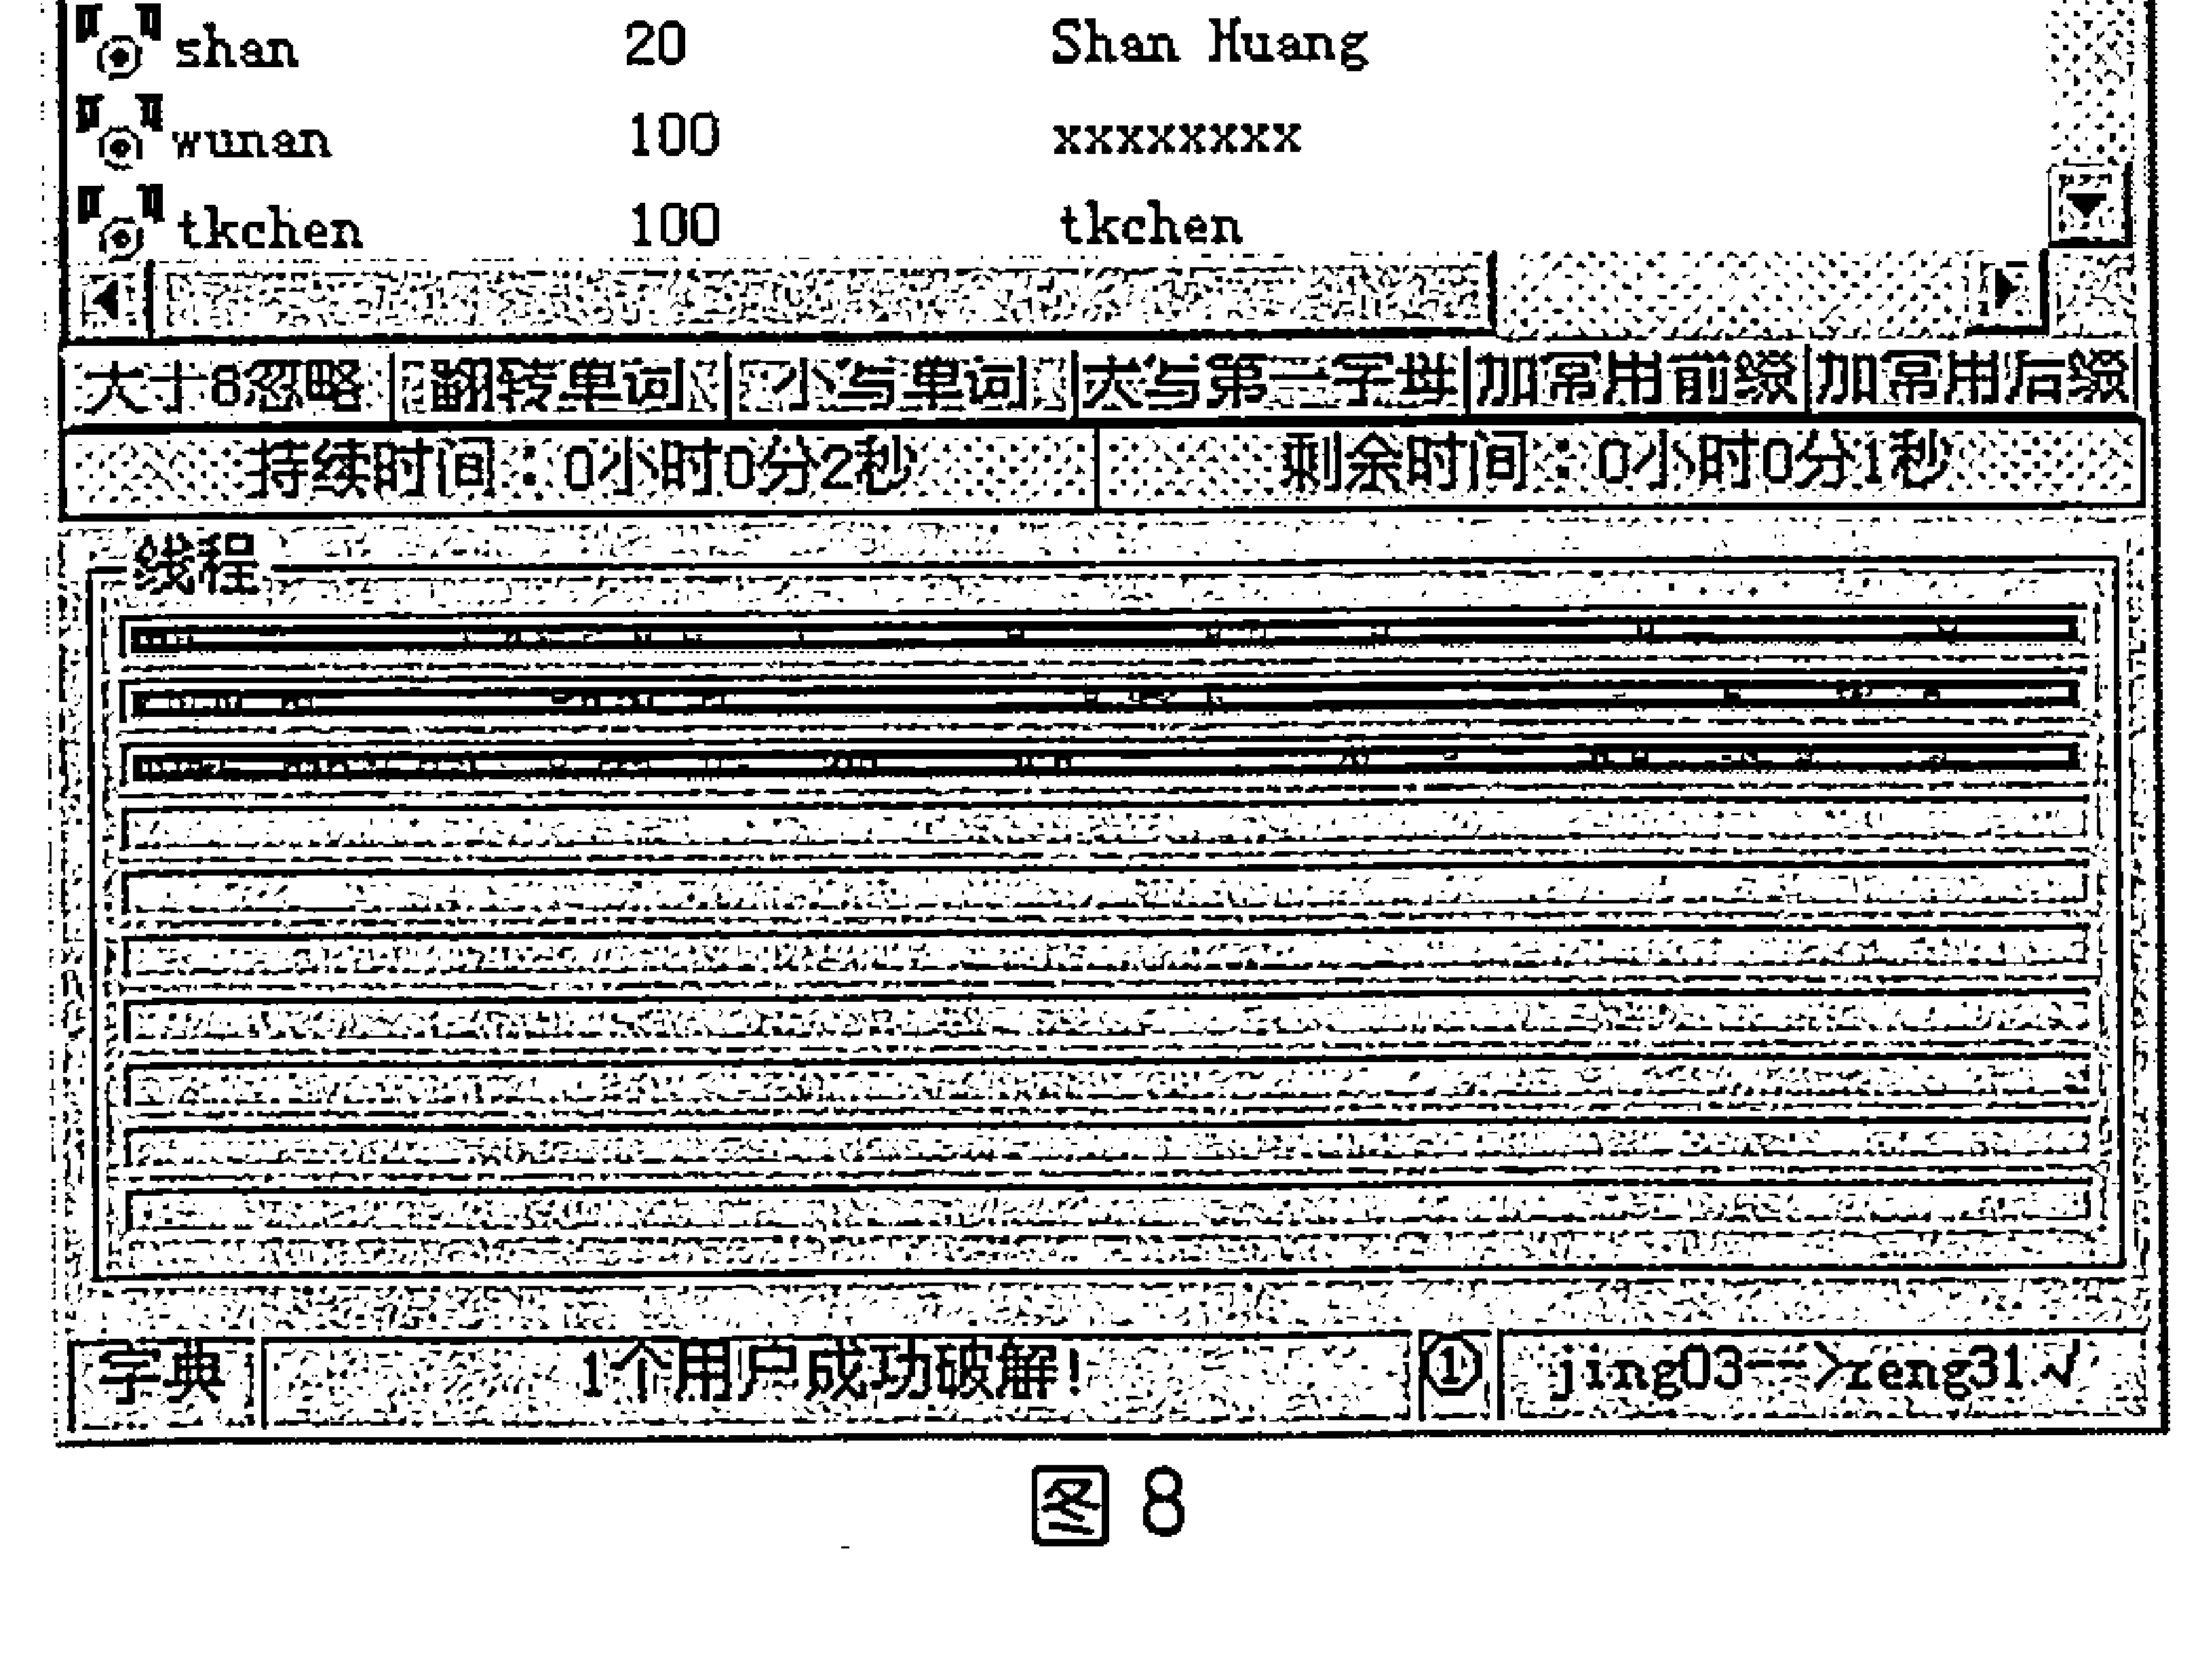 shan 20 Shan Huang
wunan 100 xxxxxxxx
tkchen 100 tkchen
大于8忽略 翻转单词 小写单词 大写第一字母 加常用前缀 加常用后缀
持续时间：0小时0分2秒 剩余时间：0小时0分1秒
线程
字典 1个用户成功破解! ① jing03-->zeng31√
图 8